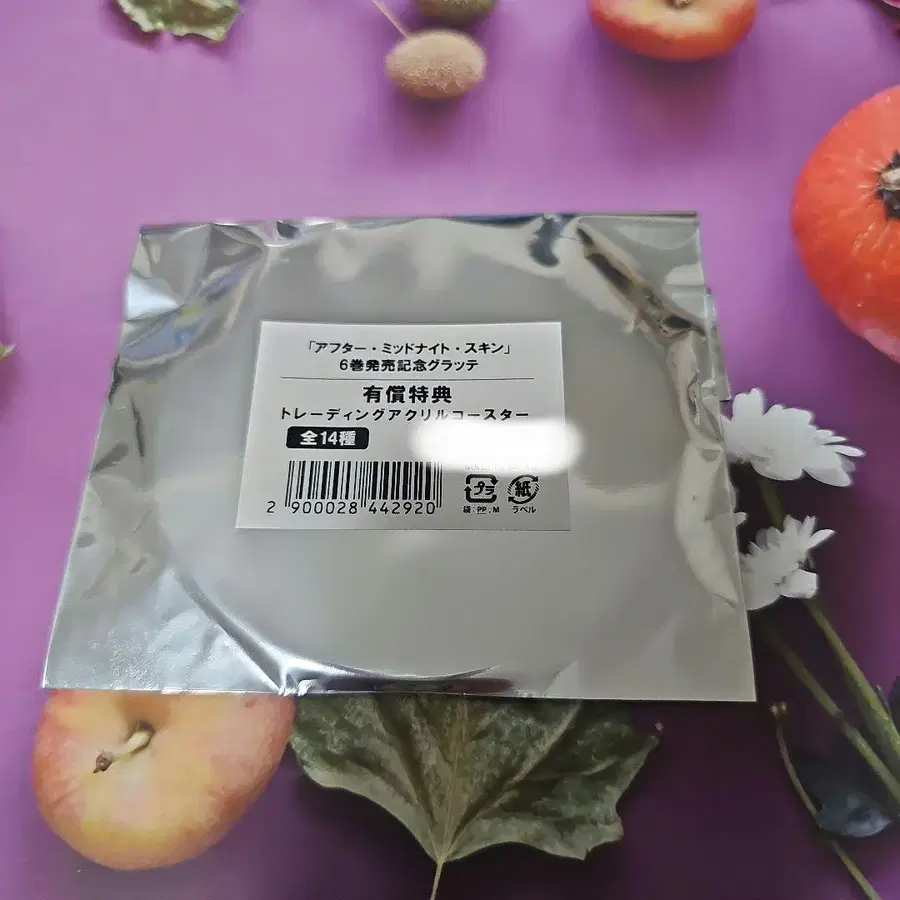 「アフター・ミッドナイト・スキン」
6巻発売記念グラッテ
有償特典
トレーディングアクリルコースター
全14種
2 900028 442920
プラ 紙
袋:PP,M ラベル